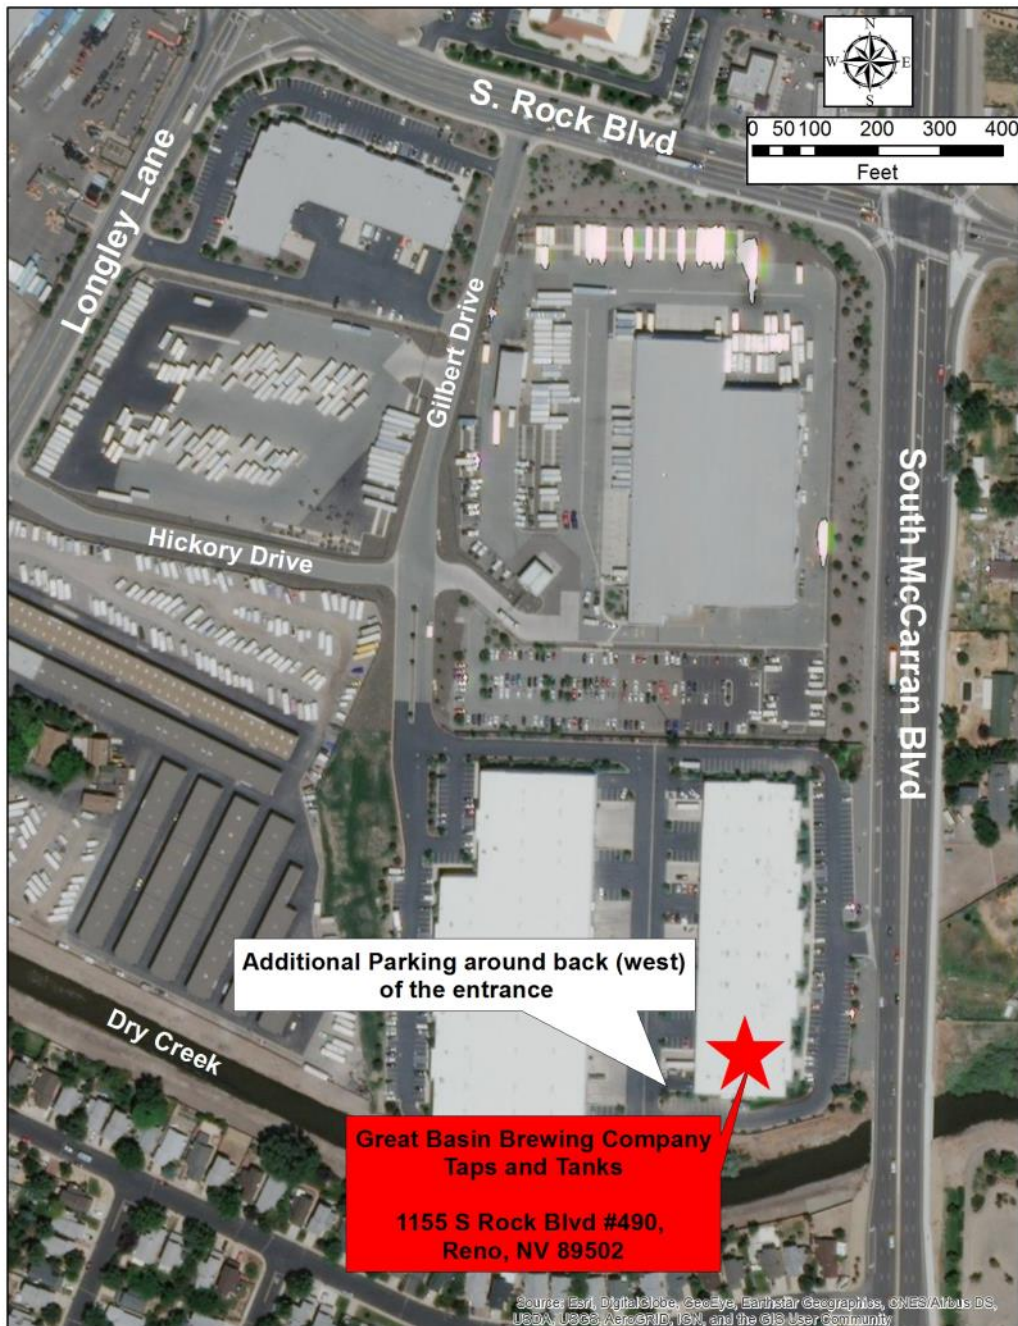 N
W E
S
0 50 100 200 300 400
Feet
S. Rock Blvd
Longley Lane
Gilbert Drive
Hickory Drive
South McCarran Blvd
Additional Parking around back (west)
of the entrance
Dry Creek
Great Basin Brewing Company
Taps and Tanks
1155 S Rock Blvd #490,
Reno, NV 89502
Source: Esri, DigitalGlobe, GeoEye, Earthstar Geographics, CNES/Airbus DS,
USDA, USGS, AeroGRID, IGN, and the GIS User Community